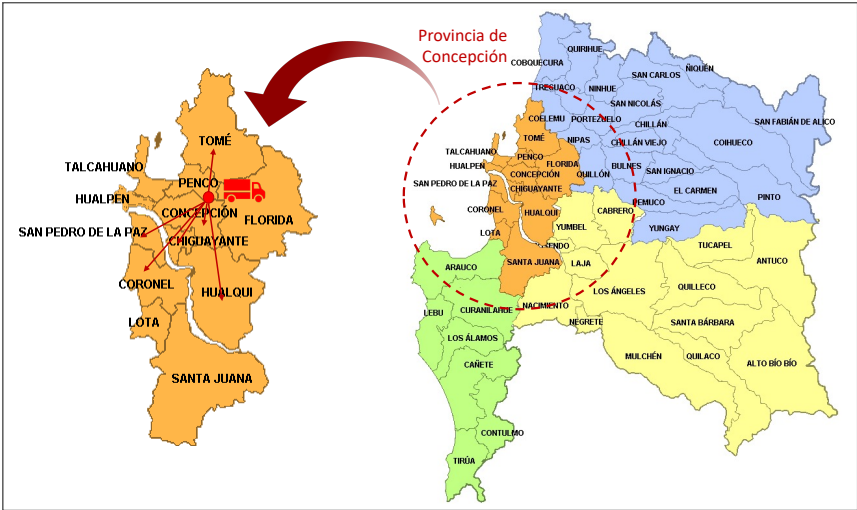 Provincia de
Concepción
TOMÉ
TALCAHUANO
PENCO
HUALPEN
CONCEPCIÓN
FLORIDA
SAN PEDRO DE LA PAZ
CHIGUAYANTE
CORONEL
HUALQUI
LOTA
SANTA JUANA
QUIRIHUE
COBQUECURA
ÑIQUÉN
SAN CARLOS
TREGUACO
NINHUE
SAN NICOLÁS
COELEMU
PORTEZUELO
CHILLÁN
SAN FABIÁN DE ALICO
TOMÉ
ÑIPAS
CHILLÁN VIEJO
COIHUECO
TALCAHUANO
PENCO
HUALPEN
FLORIDA
BULNES
SAN IGNACIO
CONCEPCIÓN
QUILLÓN
SAN PEDRO DE LA PAZ
CHIGUAYANTE
EL CARMEN
PINTO
PEMUCO
CORONEL
HUALQUI
CABRERO
YUMBEL
YUNGAY
LOTA
TUCAPEL
SANTA JUANA
LAJA
ANTUCO
ARAUCO
QUILLECO
LOS ÁNGELES
NACIMIENTO
LEBU
CURANILAHUE
NEGRETE
SANTA BÁRBARA
LOS ÁLAMOS
MULCHÉN
QUILACO
ALTO BÍO BÍO
CAÑETE
CONTULMO
TIRÚA